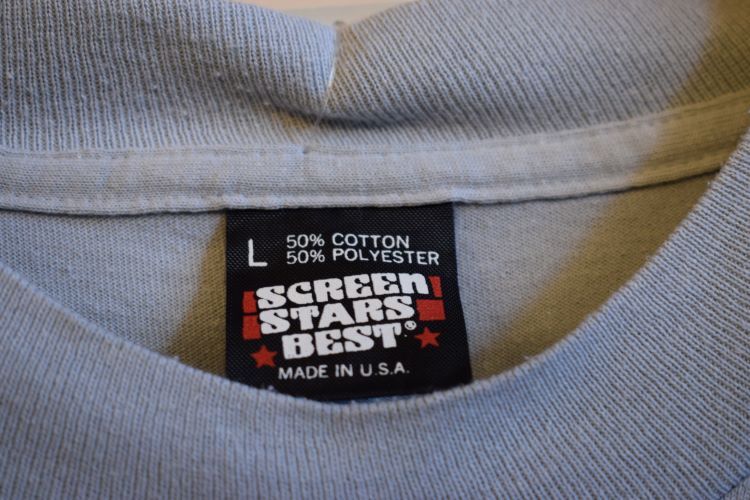 L
50% COTTON
50% POLYESTER
SCREEN
STARS
BEST®
MADE IN U.S.A.